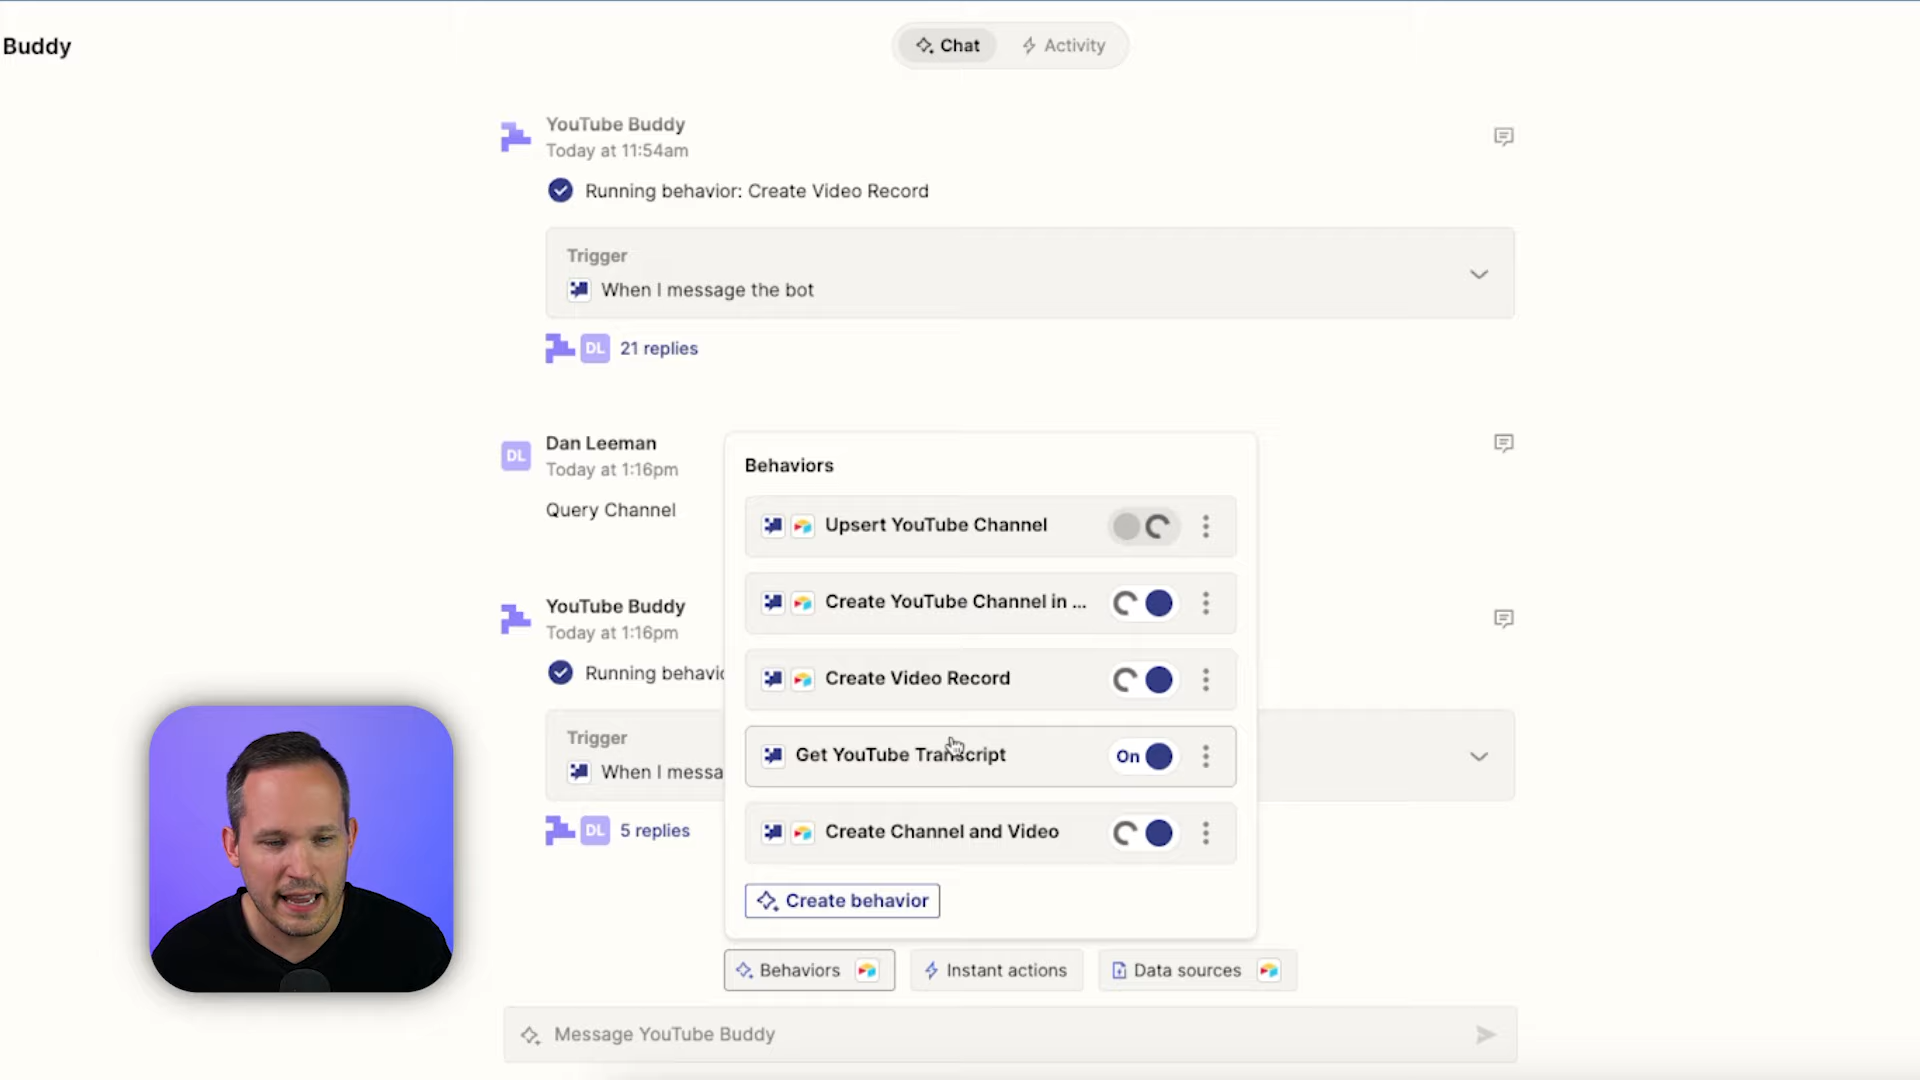 Buddy
Chat
Activity
YouTube Buddy
Today at 11:54am
Running behavior: Create Video Record
Trigger
When I message the bot
DL
21 replies
DL
Dan Leeman
Today at 1:16pm
Query Channel
Behaviors
Upsert YouTube Channel
Create YouTube Channel in ...
YouTube Buddy
Today at 1:16pm
Running behavio
Create Video Record
Trigger
When I messa
Get YouTube Transcript
On
DL
5 replies
Create Channel and Video
Create behavior
Behaviors
Instant actions
Data sources
Message YouTube Buddy